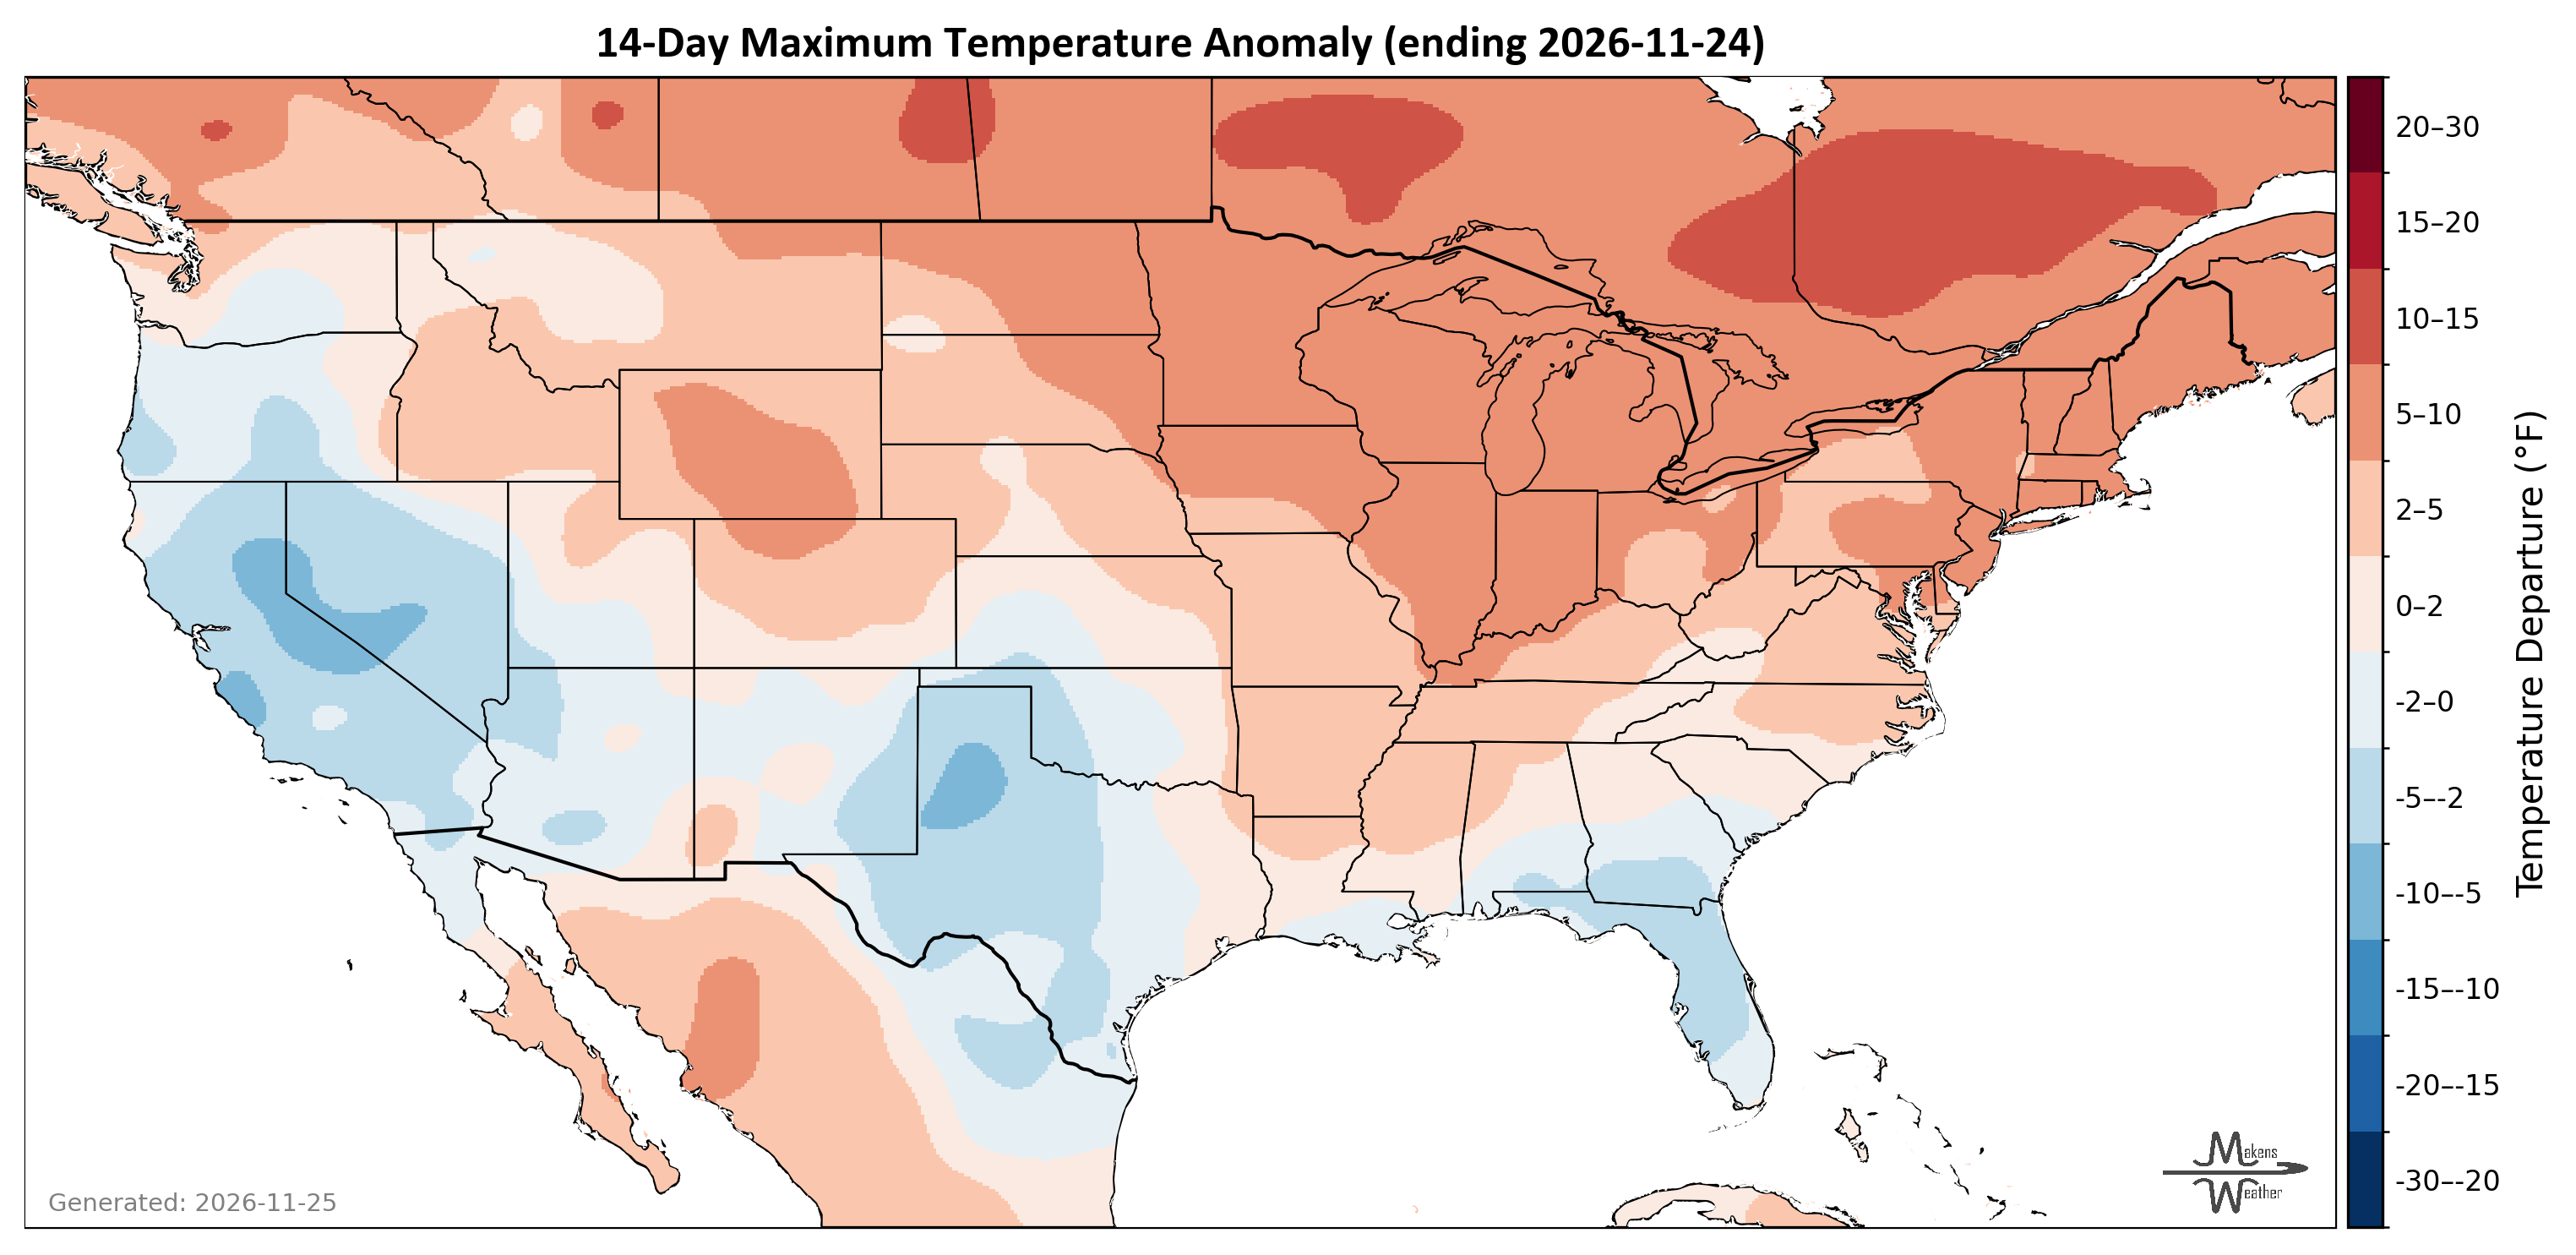 14-Day Maximum Temperature Anomaly (ending 2026-11-24)
20–30
15–20
10–15
5–10
2–5
0–2
-2–0
-5–-2
-10–-5
-15–-10
-20–-15
-30–-20
Temperature Departure (°F)
Generated: 2026-11-25
Makens
Weather